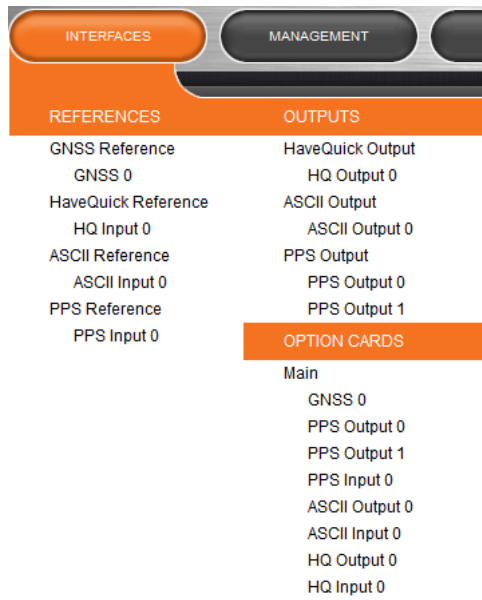 INTERFACES
MANAGEMENT
REFERENCES
GNSS Reference
GNSS 0
HaveQuick Reference
HQ Input 0
ASCII Reference
ASCII Input 0
PPS Reference
PPS Input 0
OUTPUTS
HaveQuick Output
HQ Output 0
ASCII Output
ASCII Output 0
PPS Output
PPS Output 0
PPS Output 1
OPTION CARDS
Main
GNSS 0
PPS Output 0
PPS Output 1
PPS Input 0
ASCII Output 0
ASCII Input 0
HQ Output 0
HQ Input 0